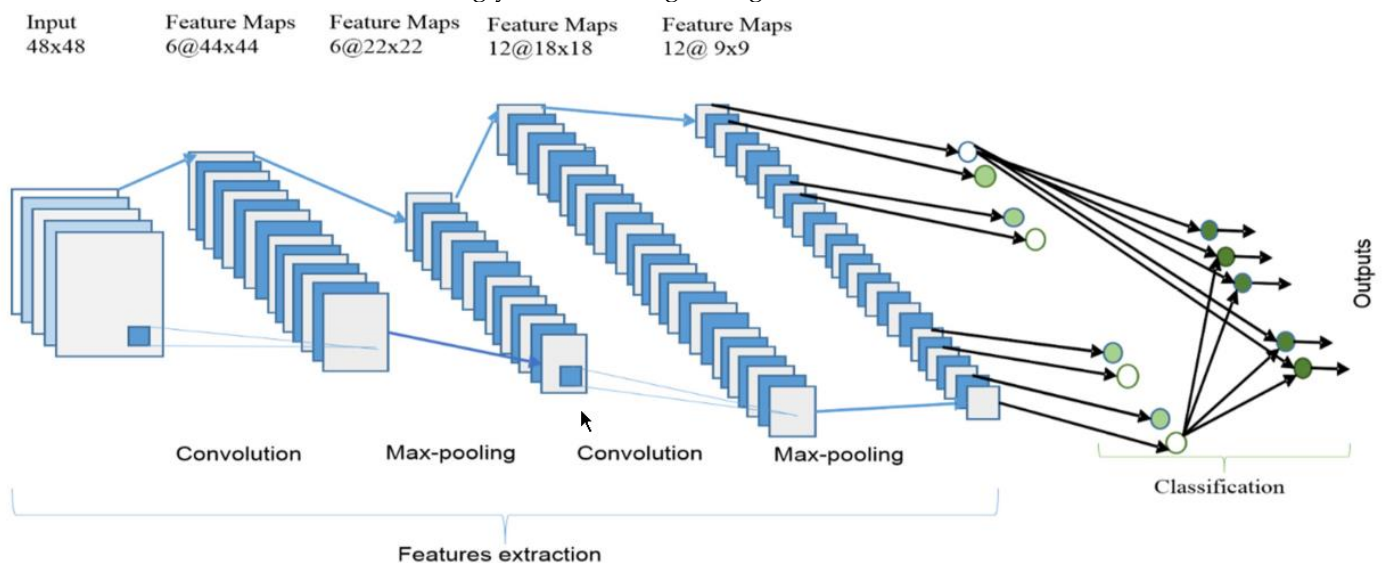 Input
48x48
Feature Maps
6@44x44
Feature Maps
6@22x22
Feature Maps
12@18x18
Feature Maps
12@ 9x9
Outputs
Convolution
Max-pooling
Convolution
Max-pooling
Classification
Features extraction